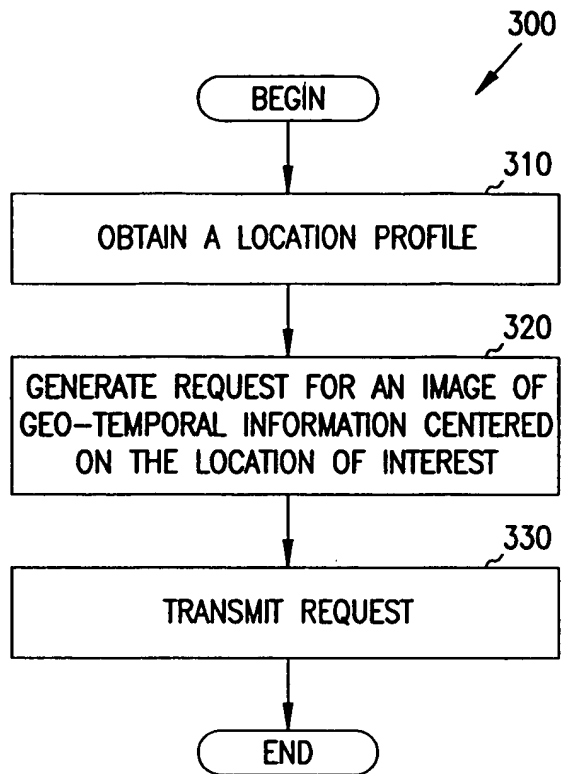 300
BEGIN
310
OBTAIN A LOCATION PROFILE
320
GENERATE REQUEST FOR AN IMAGE OF
GEO-TEMPORAL INFORMATION CENTERED
ON THE LOCATION OF INTEREST
330
TRANSMIT REQUEST
END